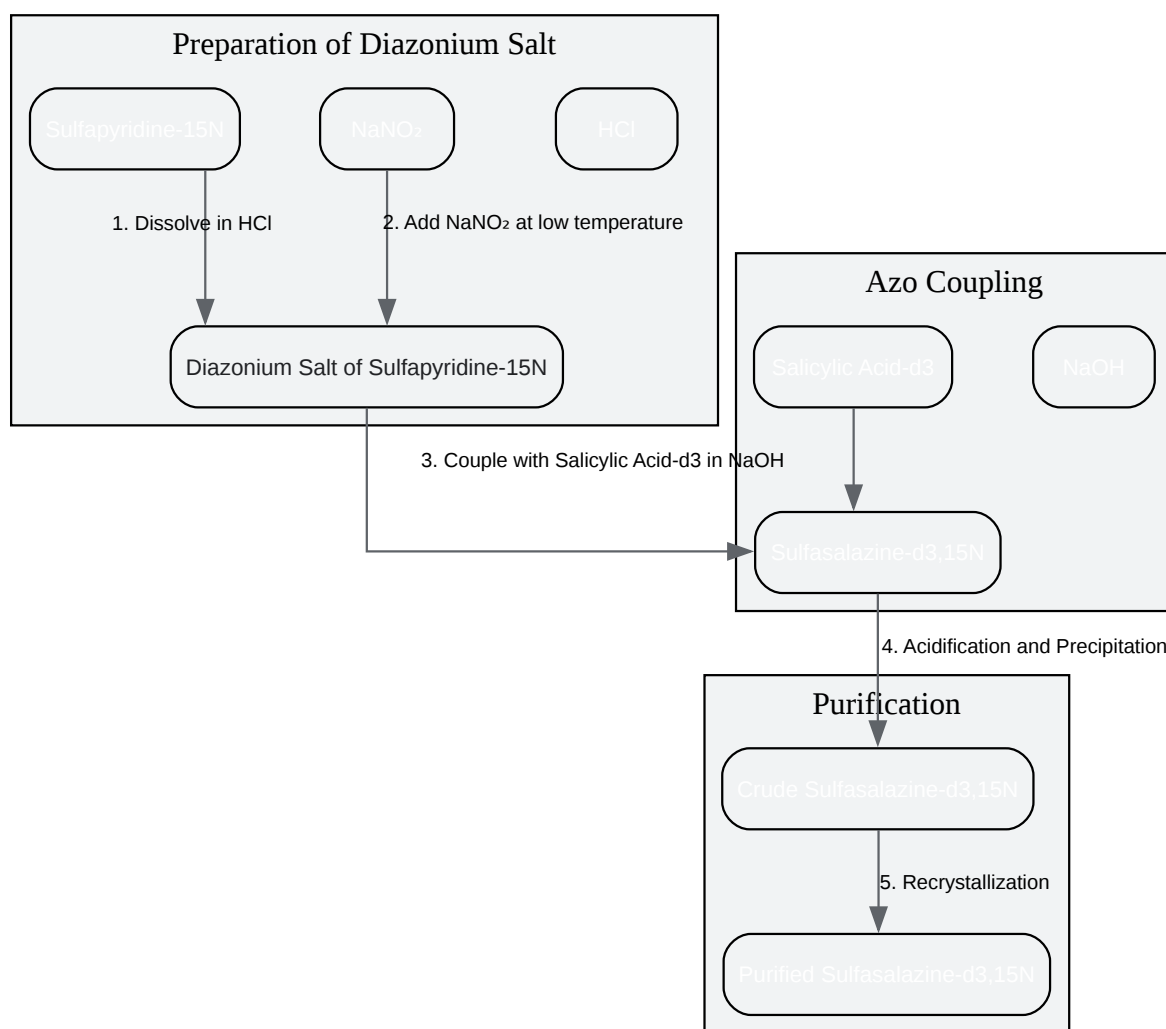 Preparation of Diazonium Salt
Sulfapyridine-15N
NaNO₂
HCl
1. Dissolve in HCl
2. Add NaNO₂ at low temperature
Diazonium Salt of Sulfapyridine-15N
Azo Coupling
Salicylic Acid-d3
NaOH
3. Couple with Salicylic Acid-d3 in NaOH
Sulfasalazine-d3,15N
4. Acidification and Precipitation
Purification
Crude Sulfasalazine-d3,15N
5. Recrystallization
Purified Sulfasalazine-d3,15N